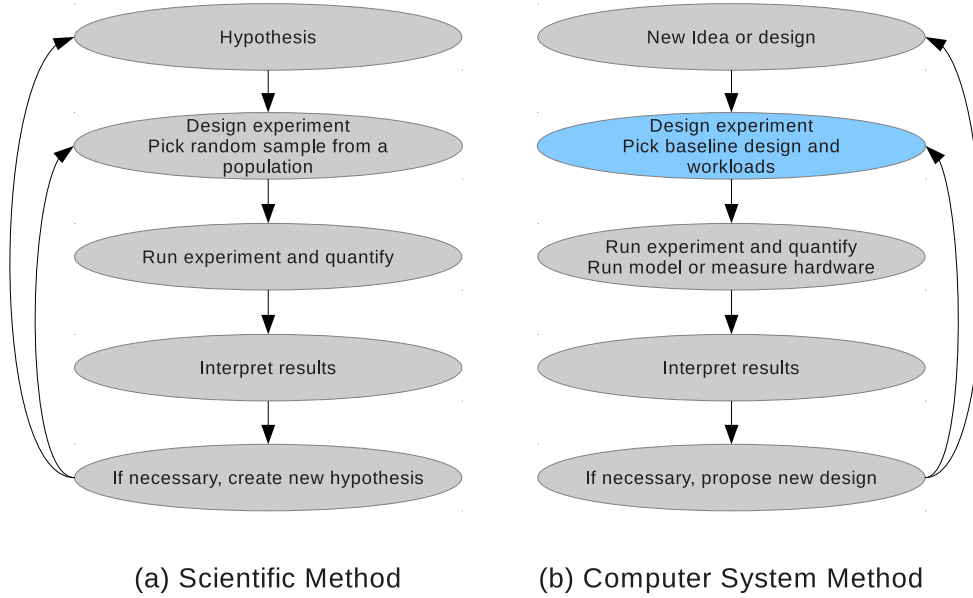 Hypothesis
Design experiment
Pick random sample from a
population
Run experiment and quantify
Interpret results
If necessary, create new hypothesis
(a) Scientific Method
New Idea or design
Design experiment
Pick baseline design and
workloads
Run experiment and quantify
Run model or measure hardware
Interpret results
If necessary, propose new design
(b) Computer System Method